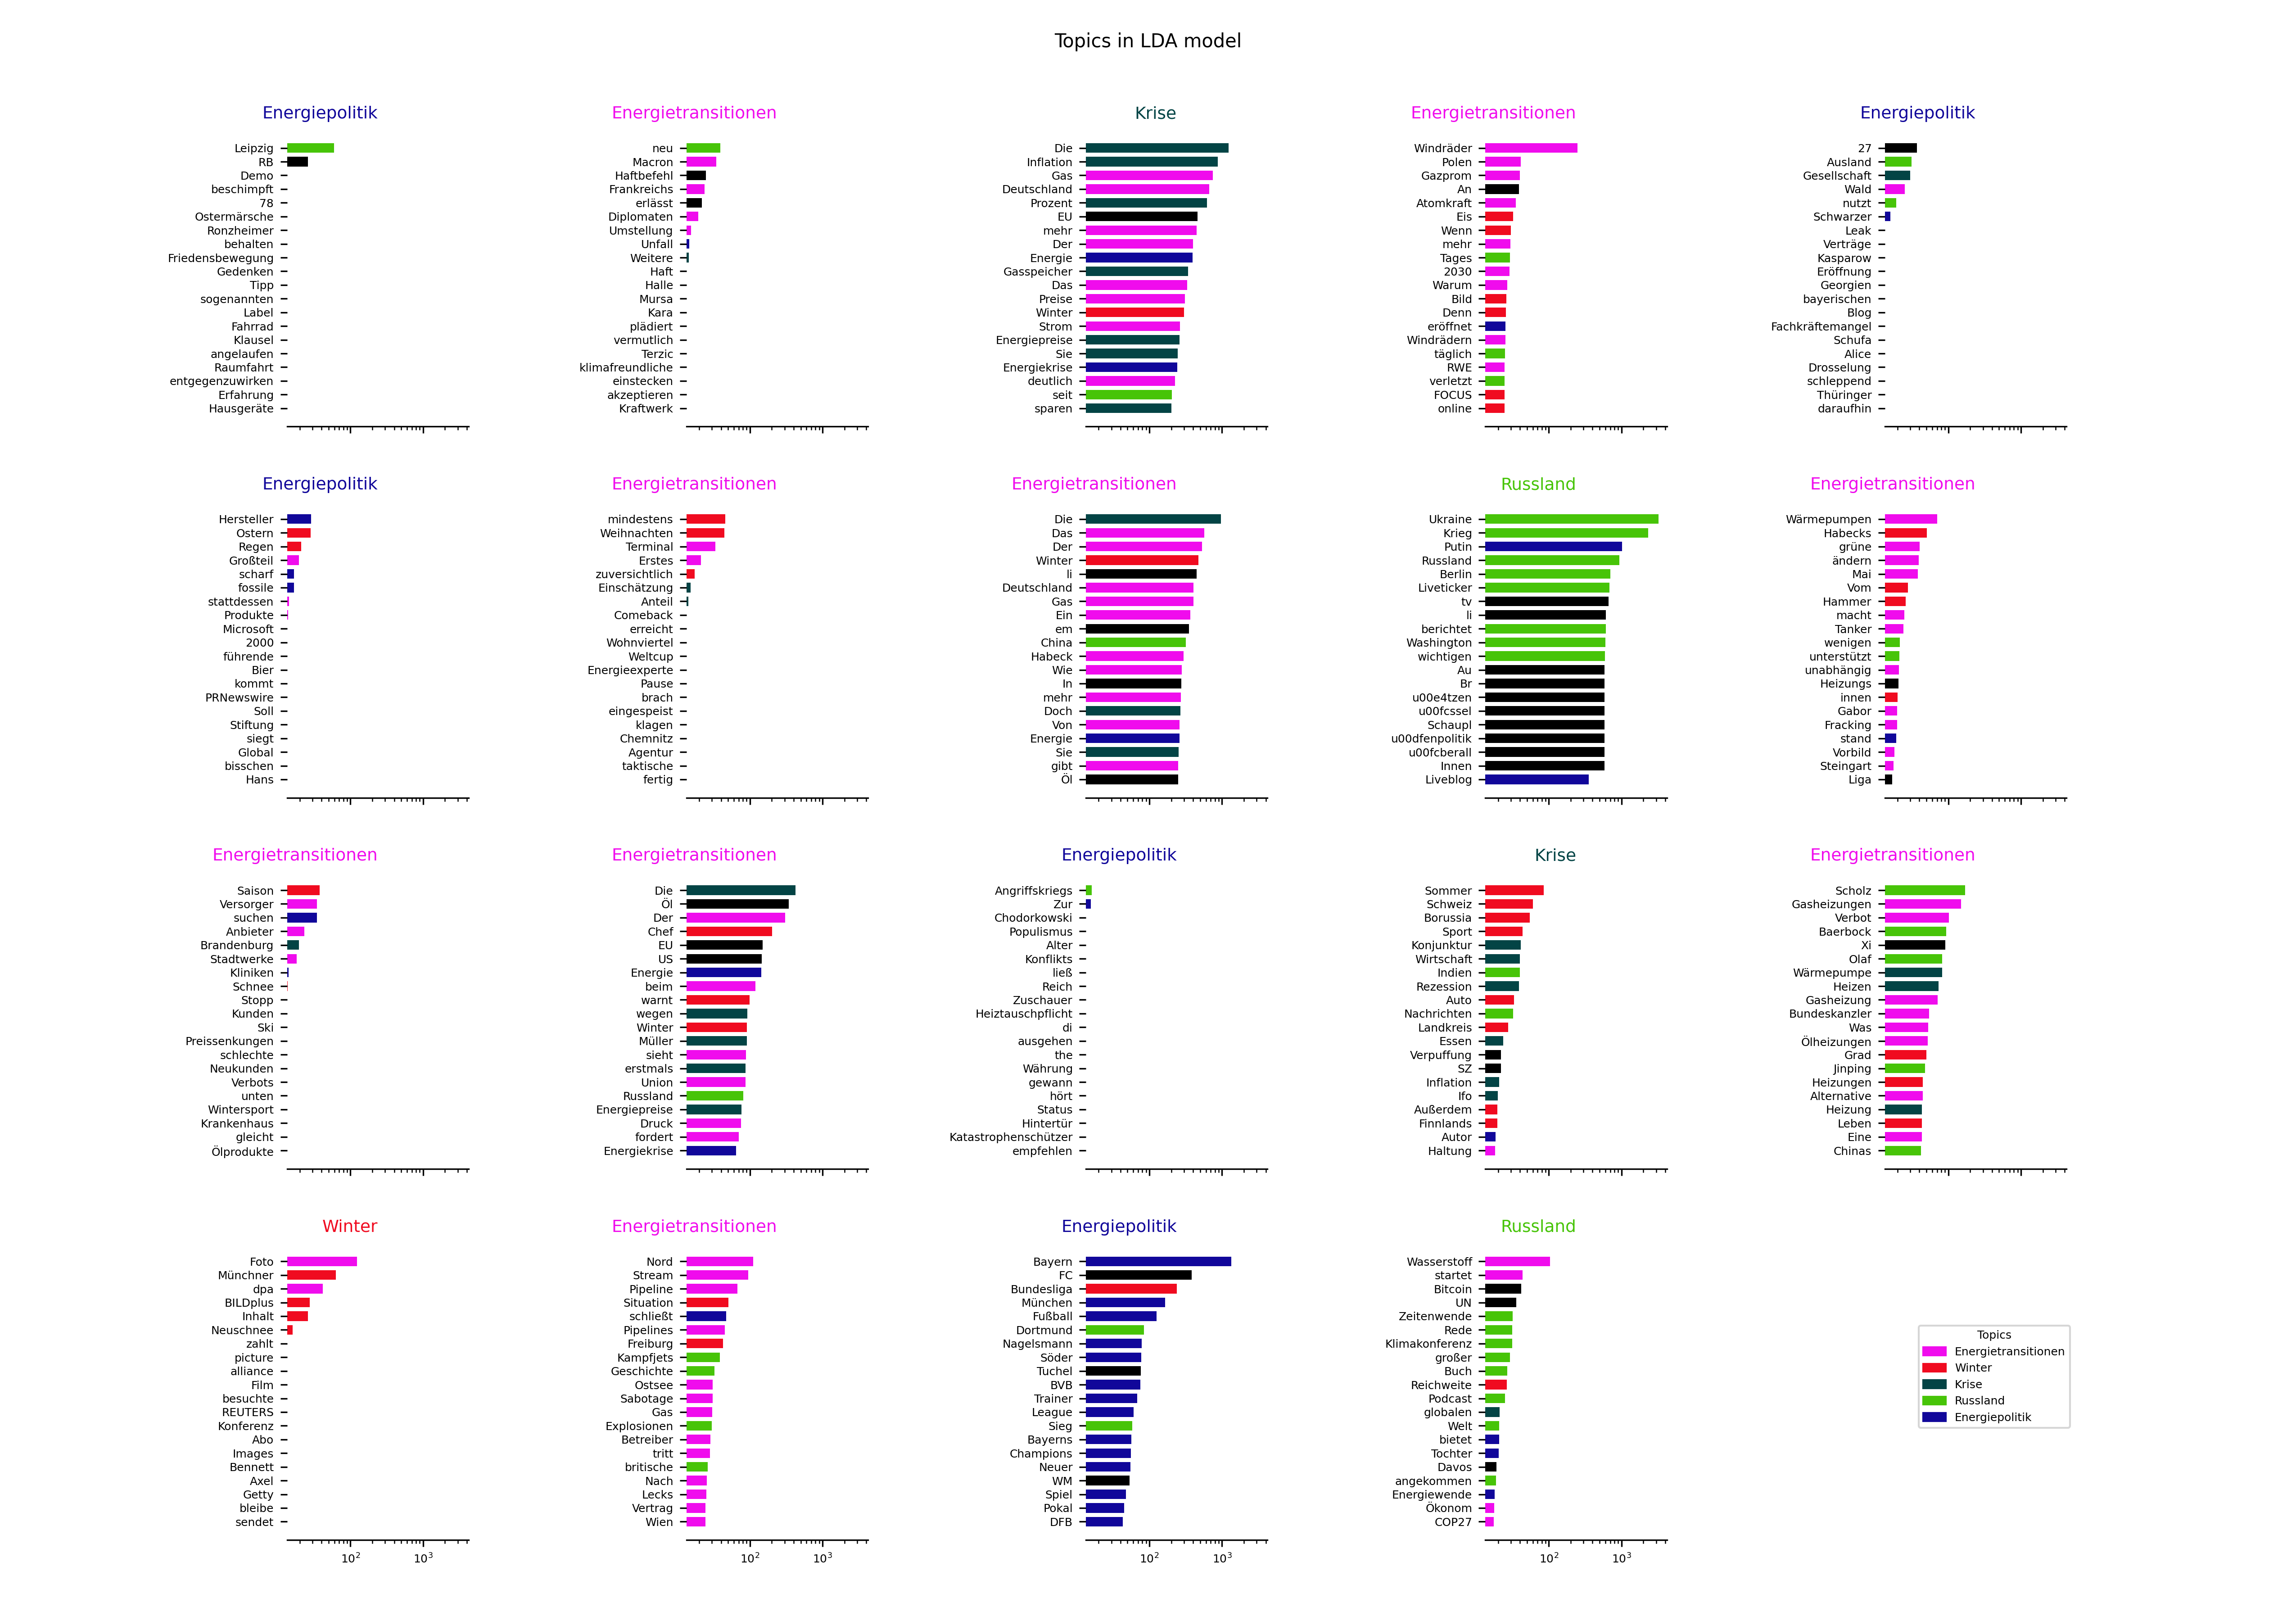 Topics in LDA model
Energiepolitik
Leipzig
RB
Demo
beschimpft
78
Ostermärsche
Ronzheimer
behalten
Friedensbewegung
Gedenken
Tipp
sogenannten
Label
Fahrrad
Klausel
angelaufen
Raumfahrt
entgegenzuwirken
Erfahrung
Hausgeräte
Energietransitionen
neu
Macron
Haftbefehl
Frankreichs
erlässt
Diplomaten
Umstellung
Unfall
Weitere
Haft
Halle
Mursa
Kara
plädiert
vermutlich
Terzic
klimafreundliche
einstecken
akzeptieren
Kraftwerk
Krise
Die
Inflation
Gas
Deutschland
Prozent
EU
mehr
Der
Energie
Gasspeicher
Das
Preise
Winter
Strom
Energiepreise
Sie
Energiekrise
deutlich
seit
sparen
Energietransitionen
Windräder
Polen
Gazprom
An
Atomkraft
Eis
Wenn
mehr
Tages
2030
Warum
Bild
Denn
eröffnet
Windrädern
täglich
RWE
verletzt
FOCUS
online
Energiepolitik
27
Ausland
Gesellschaft
Wald
nutzt
Schwarzer
Leak
Verträge
Kasparow
Eröffnung
Georgien
bayerischen
Blog
Fachkräftemangel
Schufa
Alice
Drosselung
schleppend
Thüringer
daraufhin
Energiepolitik
Hersteller
Ostern
Regen
Großteil
scharf
fossile
stattdessen
Produkte
Microsoft
2000
führende
Bier
kommt
PRNewswire
Soll
Stiftung
siegt
Global
bisschen
Hans
Energietransitionen
mindestens
Weihnachten
Terminal
Erstes
zuversichtlich
Einschätzung
Anteil
Comeback
erreicht
Wohnviertel
Weltcup
Energieexperte
Pause
brach
eingespeist
klagen
Chemnitz
Agentur
taktische
fertig
Energietransitionen
Die
Das
Der
Winter
li
Deutschland
Gas
Ein
em
China
Habeck
Wie
In
mehr
Doch
Von
Energie
Sie
gibt
Öl
Russland
Ukraine
Krieg
Putin
Russland
Berlin
Liveticker
tv
li
berichtet
Washington
wichtigen
Au
Br
u00e4tzen
u00fcssel
Schaupl
u00dfenpolitik
u00fcberall
Innen
Liveblog
Energietransitionen
Wärmepumpen
Habecks
grüne
ändern
Mai
Vom
Hammer
macht
Tanker
wenigen
unterstützt
unabhängig
Heizungs
innen
Gabor
Fracking
stand
Vorbild
Steingart
Liga
Energietransitionen
Saison
Versorger
suchen
Anbieter
Brandenburg
Stadtwerke
Kliniken
Schnee
Stopp
Kunden
Ski
Preissenkungen
schlechte
Neukunden
Verbots
unten
Wintersport
Krankenhaus
gleicht
Ölprodukte
Energietransitionen
Die
Öl
Der
Chef
EU
US
Energie
beim
warnt
wegen
Winter
Müller
sieht
erstmals
Union
Russland
Energiepreise
Druck
fordert
Energiekrise
Energiepolitik
Angriffskriegs
Zur
Chodorkowski
Populismus
Alter
Konflikts
ließ
Reich
Zuschauer
Heiztauschpflicht
di
ausgehen
the
Währung
gewann
hört
Status
Hintertür
Katastrophenschützer
empfehlen
Krise
Sommer
Schweiz
Borussia
Sport
Konjunktur
Wirtschaft
Indien
Rezession
Auto
Nachrichten
Landkreis
Essen
Verpuffung
SZ
Inflation
Ifo
Außerdem
Finnlands
Autor
Haltung
Energietransitionen
Scholz
Gasheizungen
Verbot
Baerbock
Xi
Olaf
Wärmepumpe
Heizen
Gasheizung
Bundeskanzler
Was
Ölheizungen
Grad
Jinping
Heizungen
Alternative
Heizung
Leben
Eine
Chinas
Winter
Foto
Münchner
dpa
BILDplus
Inhalt
Neuschnee
zahlt
picture
alliance
Film
besuchte
REUTERS
Konferenz
Abo
Images
Bennett
Axel
Getty
bleibe
sendet
10² 10³
Energietransitionen
Nord
Stream
Pipeline
Situation
schließt
Pipelines
Freiburg
Kampfjets
Geschichte
Ostsee
Sabotage
Gas
Explosionen
Betreiber
tritt
britische
Nach
Lecks
Vertrag
Wien
10² 10³
Energiepolitik
Bayern
FC
Bundesliga
München
Fußball
Dortmund
Nagelsmann
Söder
Tuchel
BVB
Trainer
League
Sieg
Bayerns
Champions
Neuer
WM
Spiel
Pokal
DFB
10² 10³
Russland
Wasserstoff
startet
Bitcoin
UN
Zeitenwende
Rede
Klimakonferenz
großer
Buch
Reichweite
Podcast
globalen
Welt
bietet
Tochter
Davos
angekommen
Energiewende
Ökonom
COP27
10² 10³
Topics
Energietransitionen
Winter
Krise
Russland
Energiepolitik